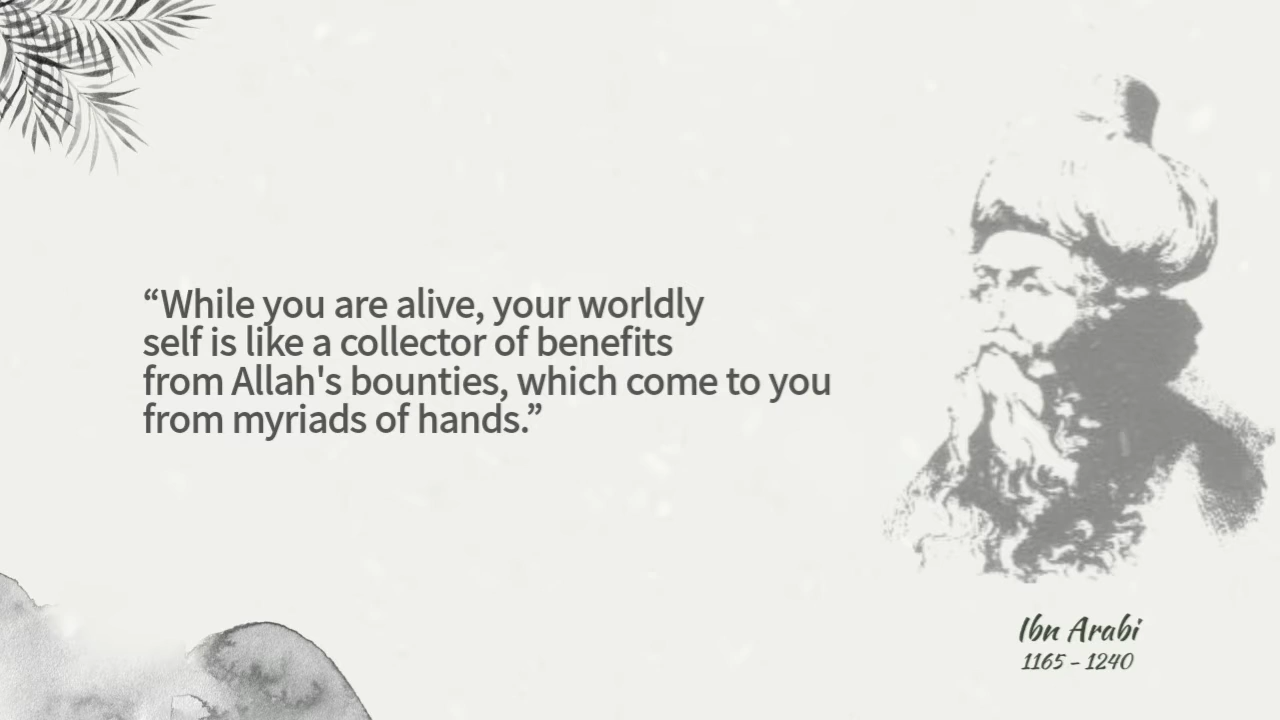 “While you are alive, your worldly
self is like a collector of benefits
from Allah's bounties, which come to you
from myriads of hands.”
Ibn Arabi
1165 – 1240